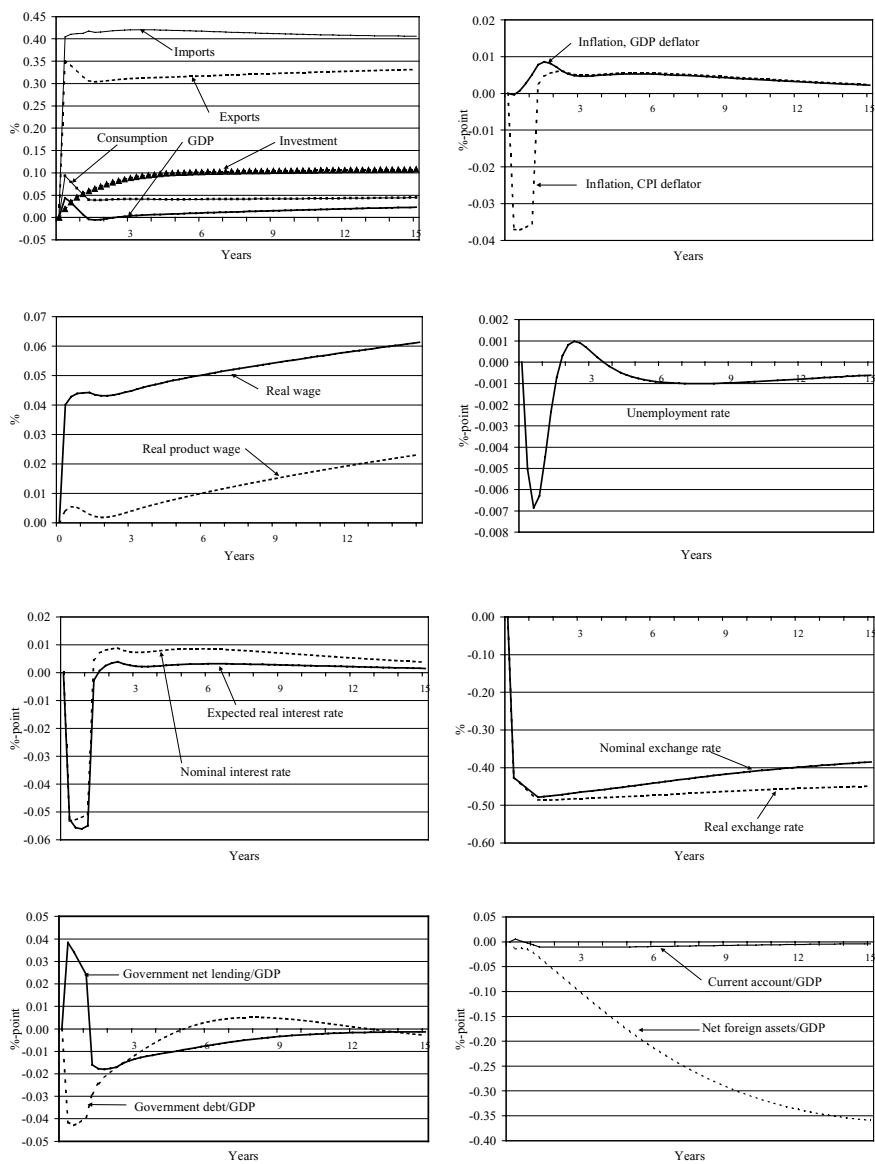 0.45
0.40
0.35
0.30
0.25
0.20
0.15
0.10
0.05
0.00
-0.05
%
Imports
Exports
Consumption
GDP
Investment
0 3 6 9 12 15
Years
0.02
0.01
0.00
-0.01
-0.02
-0.03
-0.04
%-point
Inflation, GDP deflator
Inflation, CPI deflator
3 6 9 12 15
Years
0.07
0.06
0.05
0.04
0.03
0.02
0.01
0.00
%
Real wage
Real product wage
0 3 6 9 12
Years
0.002
0.001
0.000
-0.001
-0.002
-0.003
-0.004
-0.005
-0.006
-0.007
-0.008
%-point
3 6 9 12 15
Unemployment rate
Years
0.02
0.01
0.00
-0.01
-0.02
-0.03
-0.04
-0.05
-0.06
%-point
3 6 9 12 15
Expected real interest rate
Nominal interest rate
Years
0.00
-0.10
-0.20
-0.30
-0.40
-0.50
-0.60
%
3 6 9 12 15
Nominal exchange rate
Real exchange rate
Years
0.05
0.04
0.03
0.02
0.01
0.00
-0.01
-0.02
-0.03
-0.04
-0.05
%-point
Government net lending/GDP
3 6 9 12 15
Government debt/GDP
Years
0.05
0.00
-0.05
-0.10
-0.15
-0.20
-0.25
-0.30
-0.35
-0.40
%-point
3 6 9 12 15
Current account/GDP
Net foreign assets/GDP
Years